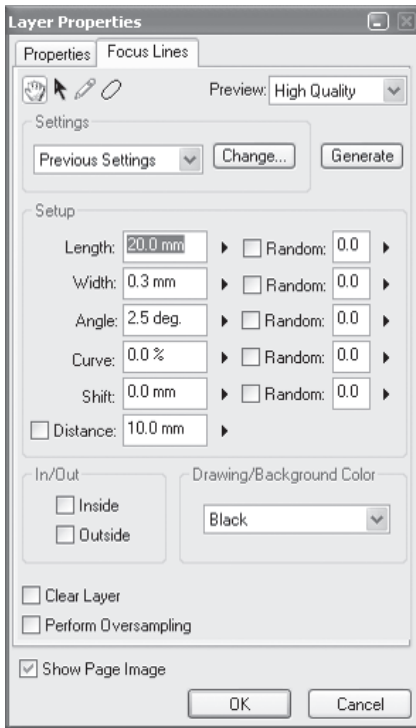 Layer Properties
Properties Focus Lines
Preview: High Quality
Settings
Previous Settings Change... Generate
Setup
Length: 20.0 mm Random: 0.0
Width: 0.3 mm Random: 0.0
Angle: 2.5 deg. Random: 0.0
Curve: 0.0 % Random: 0.0
Shift: 0.0 mm Random: 0.0
Distance: 10.0 mm
In/Out Drawing/Background Color
Inside
Black
Outside
Clear Layer
Perform Oversampling
Show Page Image
OK Cancel